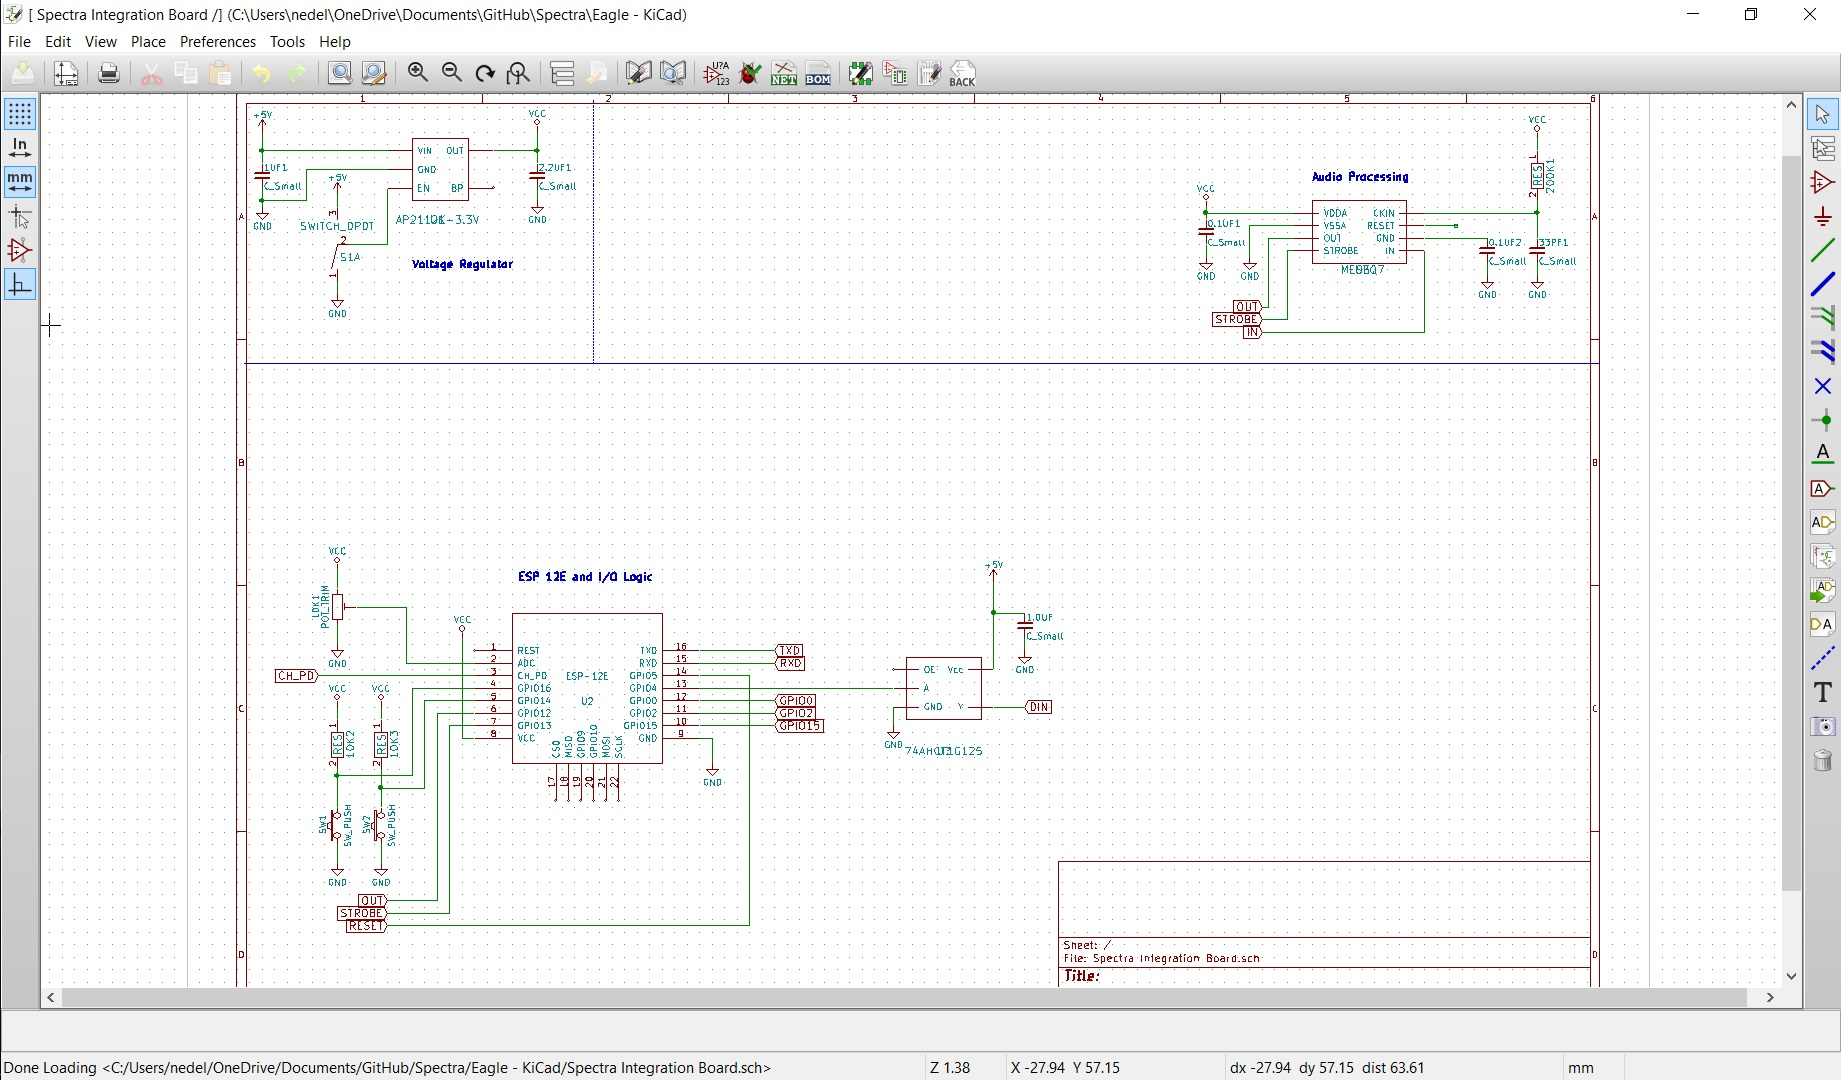 [ Spectra Integration Board /] (C:\Users\nedel\OneDrive\Documents\GitHub\Spectra\Eagle - KiCad)
File Edit View Place Preferences Tools Help
U?A 123 NET BOM BACK
1 2 3 4 5 6
In
mm
+5V
VCC
VIN OUT
GND
EN BP
1UF1
C_Small
+5V
2.2UF1
C_Small
GND
SWITCH_DPDT
3
2
S1A
1
GND
GND
Voltage Regulator
Audio Processing
VCC
1
RES
200K1
2
VCC
0.1UF1
C_Small
GND
GND
VDDA CKIN
VSSA RESET
OUT GND
STROBE IN
0.1UF2
C_Small
33PF1
C_Small
GND
GND
OUT
STROBE
IN
A
A
B
B
C
C
D
D
VCC
10K1
POT_TRIM
GND
CH_PD
VCC
VCC
1
RES
10K2
2
1
RES
10K3
2
SW1
SW_PUSH
SW2
SW_PUSH
GND
GND
OUT
STROBE
RESET
ESP 12E and I/O Logic
VCC
1 REST TXD 16
2 ADC RXD 15
3 CH_PD ESP-12E GPIO5 14
4 GPIO16 GPIO4 13
5 GPIO14 U2 GPIO0 12
6 GPIO12 GPIO2 11
7 GPIO13 GPIO15 10
8 VCC GND 9
CSO MISO GPIO9 GPIO10 MOSI SCLK
17 18 19 20 21 22
TXD
RXD
GPIO0
GPIO2
GPIO15
GND
+5V
1.0UF
C_Small
GND
OE Vcc
A
GND Y
DIN
GND
Sheet: /
File: Spectra Integration Board.sch
Title:
Done Loading <C:/Users/nedel/OneDrive/Documents/GitHub/Spectra/Eagle - KiCad/Spectra Integration Board.sch>
Z 1.38
X -27.94 Y 57.15
dx -27.94 dy 57.15 dist 63.61
mm